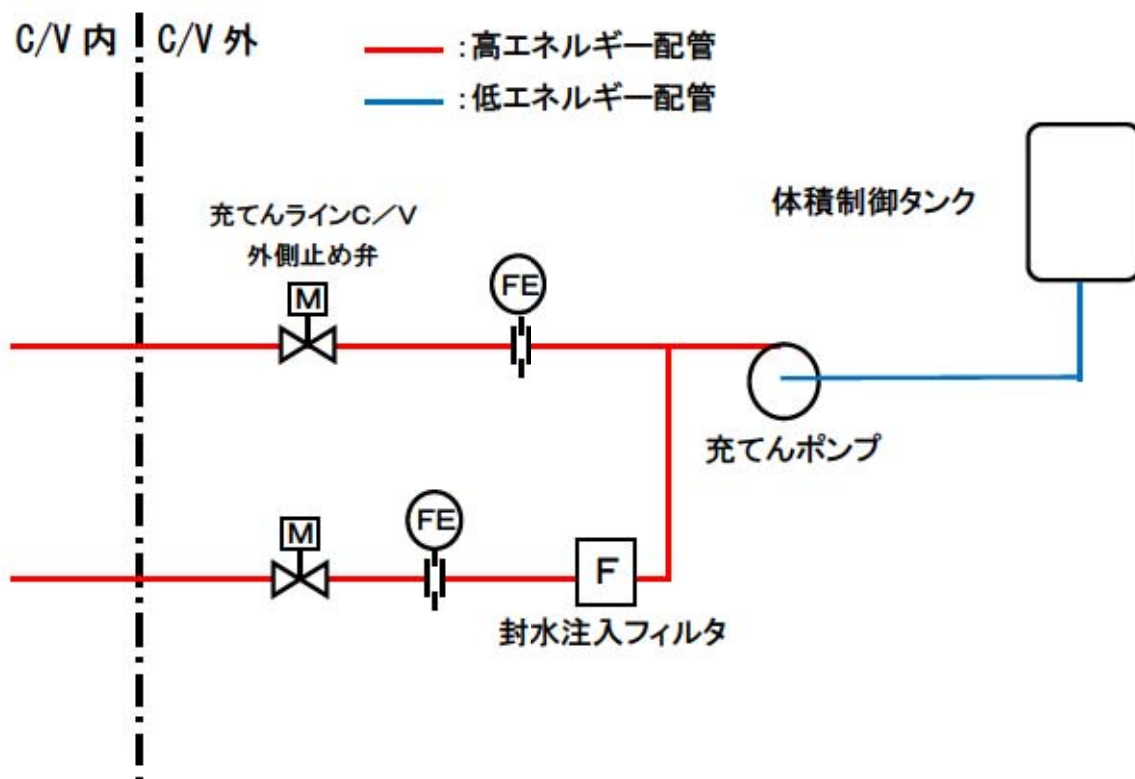 C/V 内 C/V 外
:高エネルギー配管
:低エネルギー配管
体積制御タンク
充てんラインC/V
外側止め弁
M
FE
充てんポンプ
M
FE
F
封水注入フィルタ